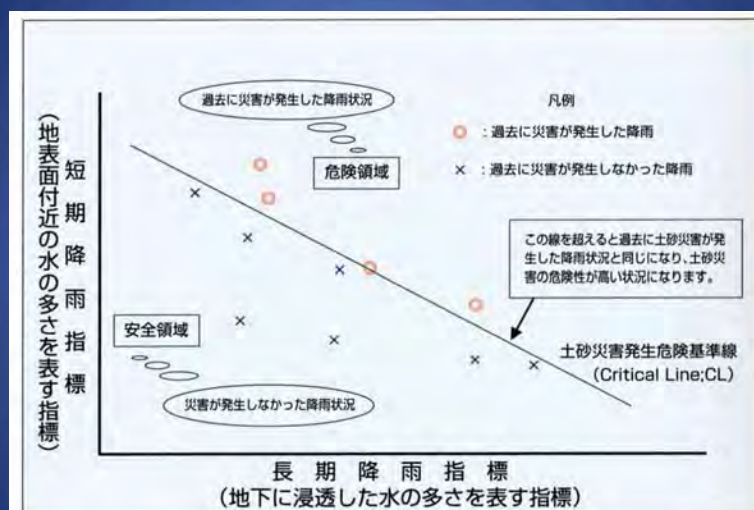 過去に災害が発生した降雨状況
凡例
○ :過去に災害が発生した降雨
× :過去に災害が発生しなかった降雨
危険領域
この線を超えると過去に土砂災害が発
生した降雨状況と同じになり、土砂災
害の危険性が高い状況になります。
短期降雨指標
(地表面付近の水の多さを表す指標)
安全領域
土砂災害発生危険基準線
(Critical Line;CL)
災害が発生しなかった降雨状況
長期降雨指標
(地下に浸透した水の多さを表す指標)